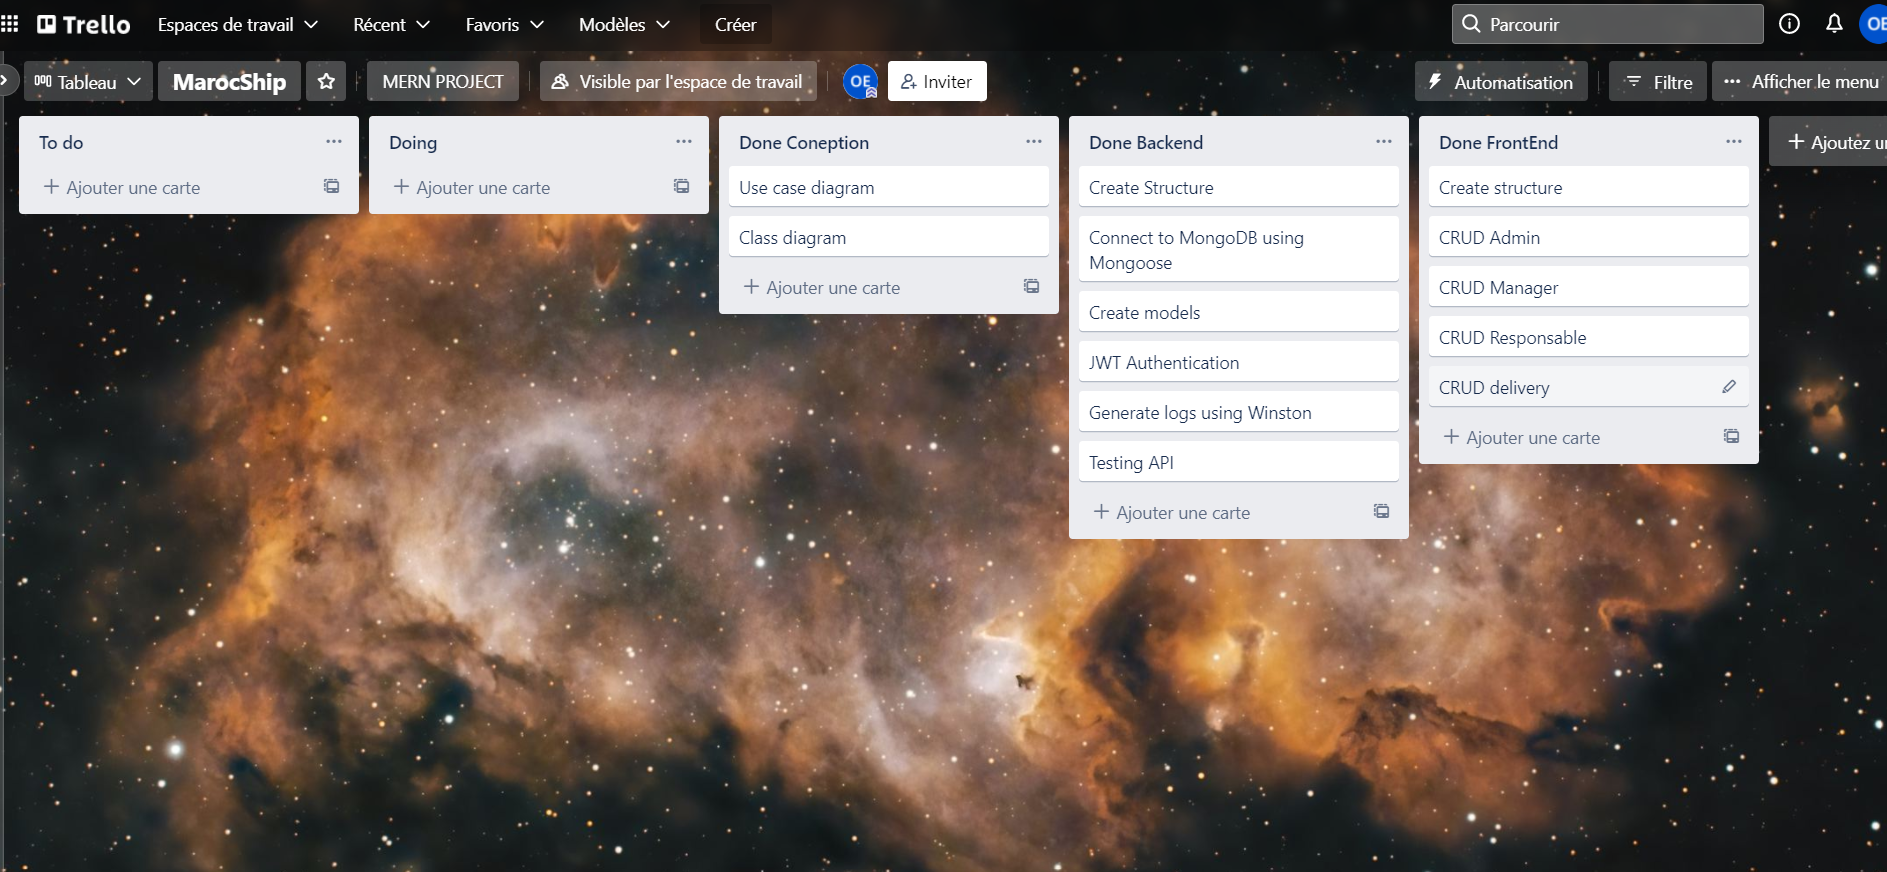 Trello
Espaces de travail
Récent
Favoris
Modèles
Créer
Parcourir
OE
Tableau
MarocShip
MERN PROJECT
Visible par l'espace de travail
OE
Inviter
Automatisation
Filtre
Afficher le menu
To do
Ajouter une carte
Doing
Ajouter une carte
Done Coneption
Use case diagram
Class diagram
Ajouter une carte
Done Backend
Create Structure
Connect to MongoDB using
Mongoose
Create models
JWT Authentication
Generate logs using Winston
Testing API
Ajouter une carte
Done FrontEnd
Create structure
CRUD Admin
CRUD Manager
CRUD Responsable
CRUD delivery
Ajouter une carte
Ajoutez